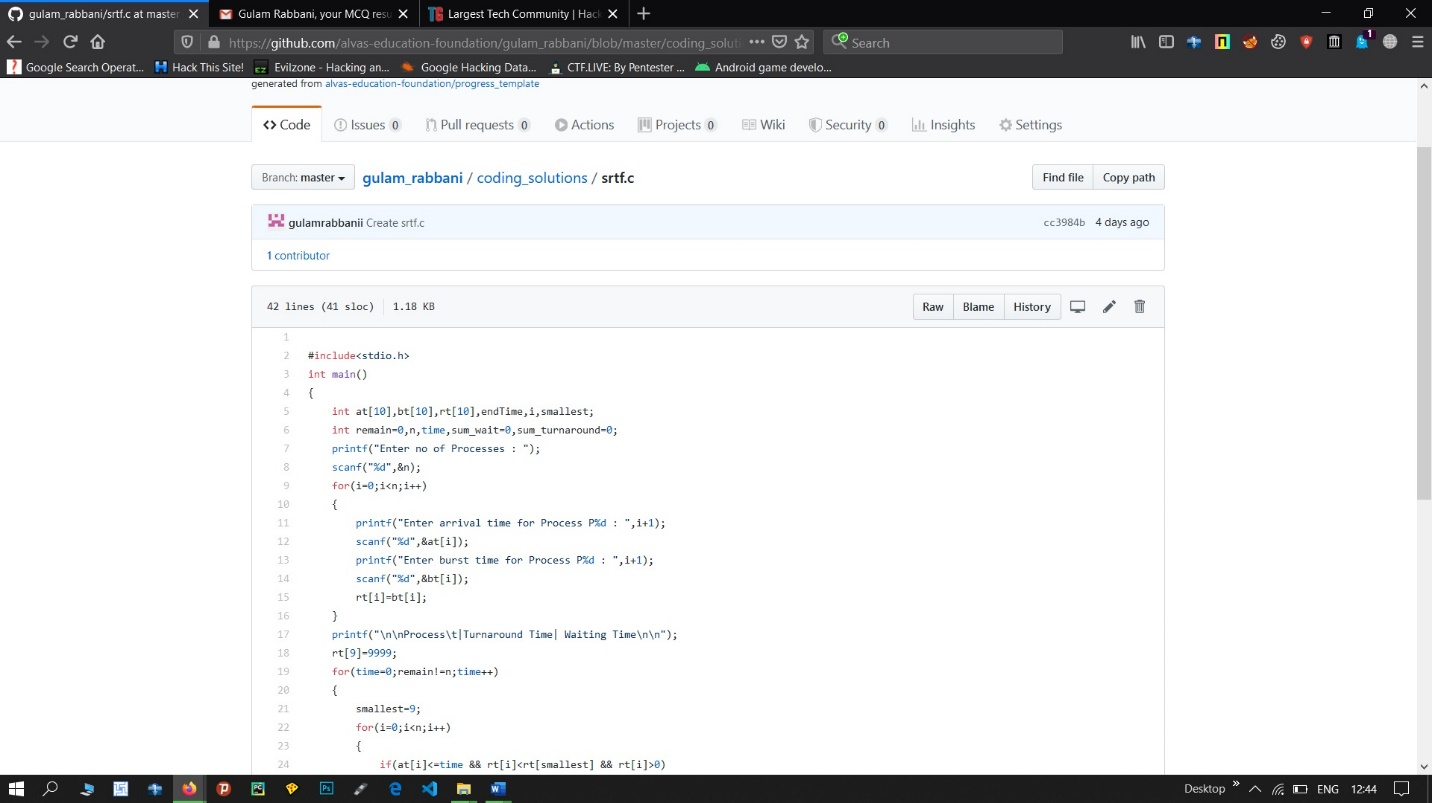 gulam_rabbani/srtf.c at master
Gulam Rabbani, your MCQ resu
Largest Tech Community | Hack
https://github.com/alvas-education-foundation/gulam_rabbani/blob/master/coding_soluti
Search
1
Google Search Operat...
Hack This Site!
Evilzone - Hacking an...
Google Hacking Data...
CTF.LIVE: By Pentester ...
Android game develo...
generated from alvas-education-foundation/progress_template
<> Code
Issues 0
Pull requests 0
Actions
Projects 0
Wiki
Security 0
Insights
Settings
Branch: master
gulam_rabbani / coding_solutions / srtf.c
Find file
Copy path
gulamrabbanii Create srtf.c
cc3984b 4 days ago
1 contributor
42 lines (41 sloc) 1.18 KB
Raw
Blame
History
1
2 #include<stdio.h>
3 int main()
4 {
5 int at[10],bt[10],rt[10],endTime,i,smallest;
6 int remain=0,n,time,sum_wait=0,sum_turnaround=0;
7 printf("Enter no of Processes : ");
8 scanf("%d",&n);
9 for(i=0;i<n;i++)
10 {
11 printf("Enter arrival time for Process P%d : ",i+1);
12 scanf("%d",&at[i]);
13 printf("Enter burst time for Process P%d : ",i+1);
14 scanf("%d",&bt[i]);
15 rt[i]=bt[i];
16 }
17 printf("\n\nProcess\t|Turnaround Time| Waiting Time\n\n");
18 rt[9]=9999;
19 for(time=0;remain!=n;time++)
20 {
21 smallest=9;
22 for(i=0;i<n;i++)
23 {
24 if(at[i]<=time && rt[i]<rt[smallest] && rt[i]>0)
Desktop
ENG
12:44